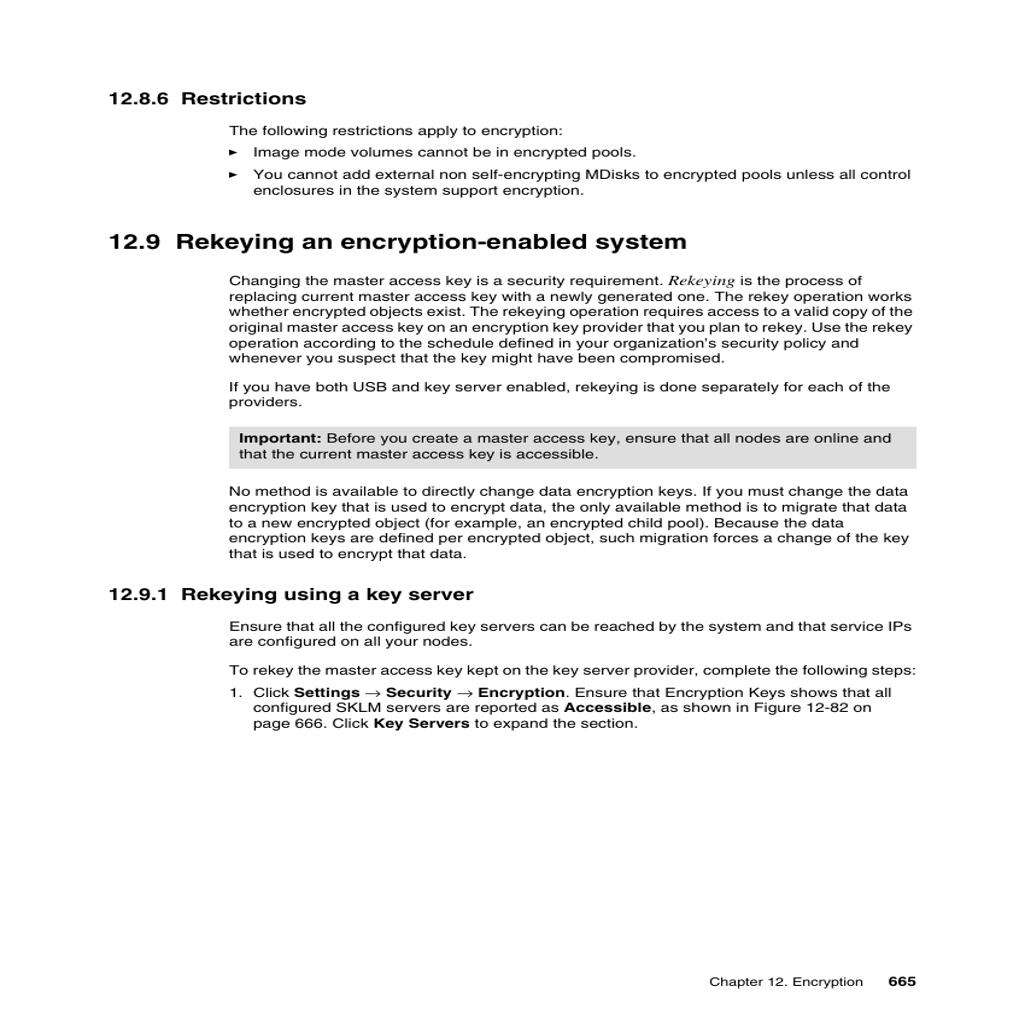 12.8.6 Restrictions
The following restrictions apply to encryption:
► Image mode volumes cannot be in encrypted pools.
► You cannot add external non self-encrypting MDisks to encrypted pools unless all control
enclosures in the system support encryption.
12.9 Rekeying an encryption-enabled system
Changing the master access key is a security requirement. Rekeying is the process of
replacing current master access key with a newly generated one. The rekey operation works
whether encrypted objects exist. The rekeying operation requires access to a valid copy of the
original master access key on an encryption key provider that you plan to rekey. Use the rekey
operation according to the schedule defined in your organization's security policy and
whenever you suspect that the key might have been compromised.
If you have both USB and key server enabled, rekeying is done separately for each of the
providers.
Important: Before you create a master access key, ensure that all nodes are online and
that the current master access key is accessible.
No method is available to directly change data encryption keys. If you must change the data
encryption key that is used to encrypt data, the only available method is to migrate that data
to a new encrypted object (for example, an encrypted child pool). Because the data
encryption keys are defined per encrypted object, such migration forces a change of the key
that is used to encrypt that data.
12.9.1 Rekeying using a key server
Ensure that all the configured key servers can be reached by the system and that service IPs
are configured on all your nodes.
To rekey the master access key kept on the key server provider, complete the following steps:
1. Click Settings → Security → Encryption. Ensure that Encryption Keys shows that all
configured SKLM servers are reported as Accessible, as shown in Figure 12-82 on
page 666. Click Key Servers to expand the section.
Chapter 12. Encryption 665